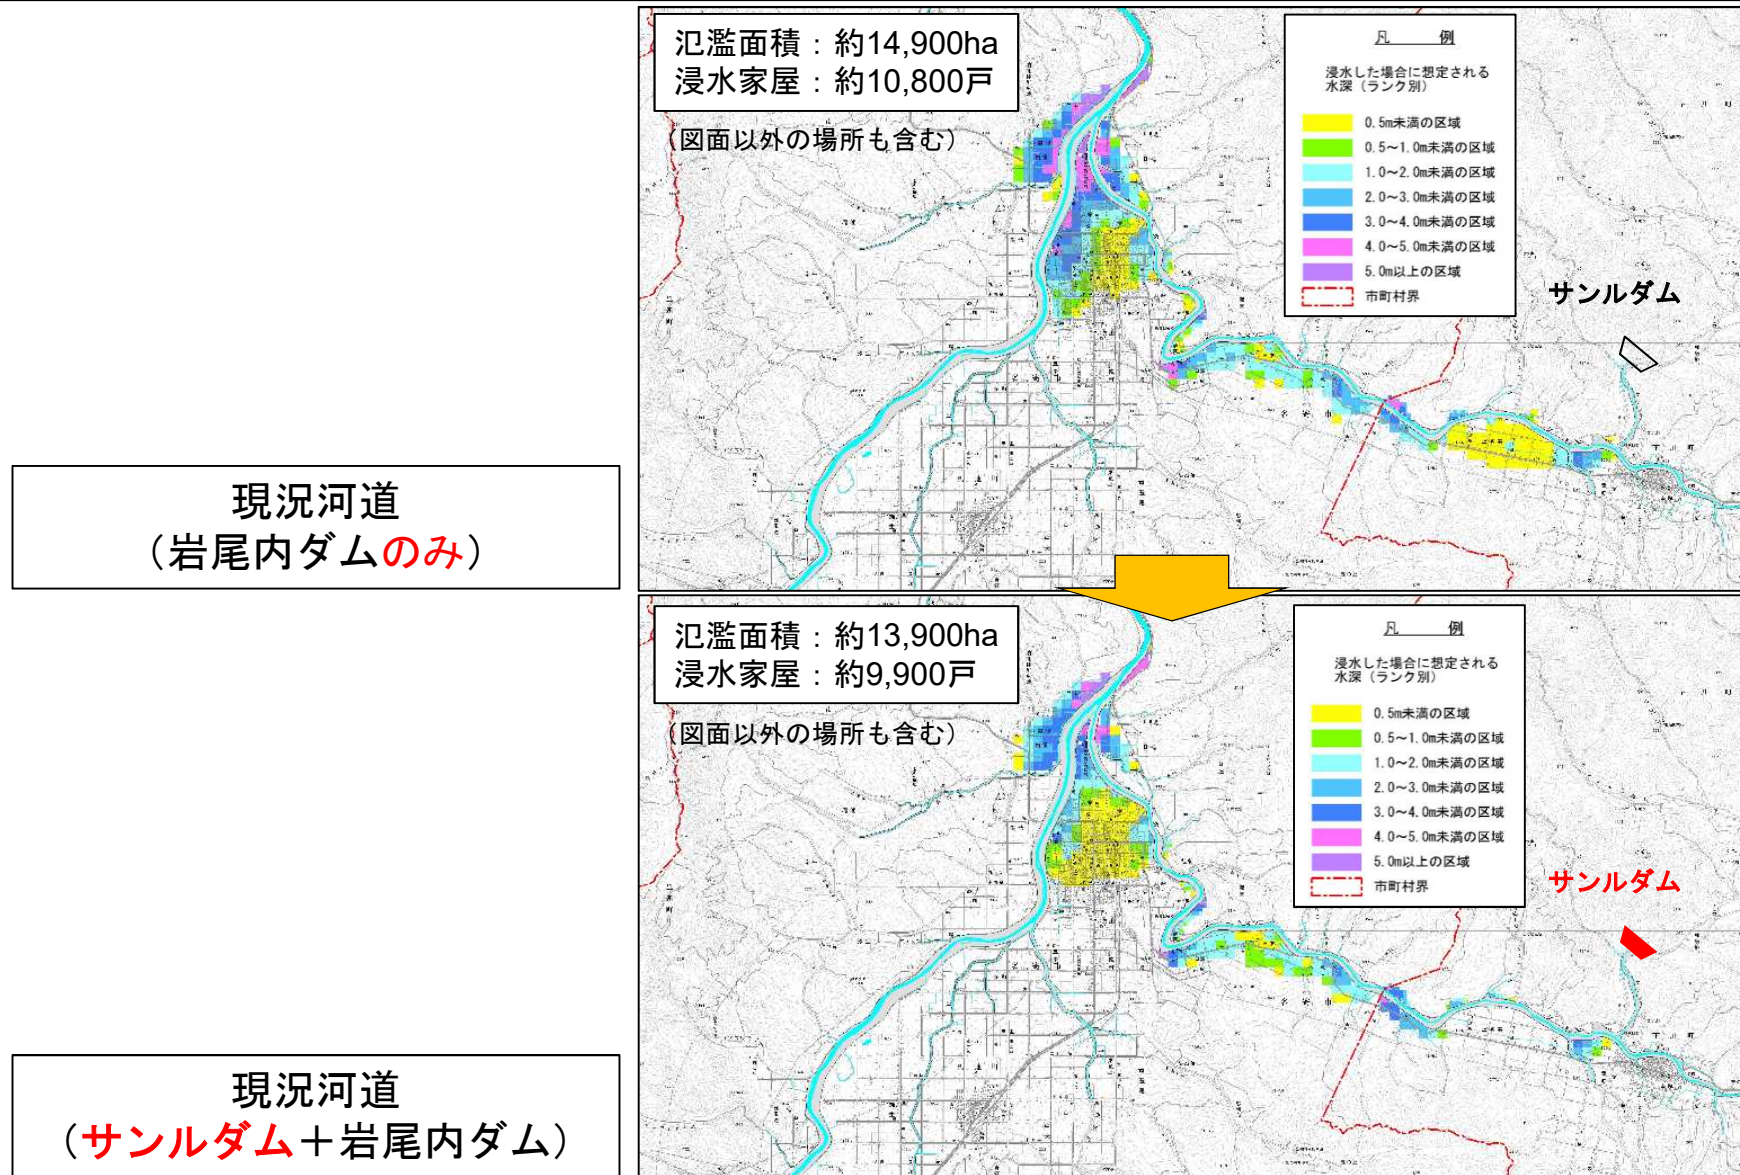 氾濫面積：約14,900ha
浸水家屋：約10,800戸
（図面以外の場所も含む）
凡　例
浸水した場合に想定される
水深（ランク別）
0.5m未満の区域
0.5～1.0m未満の区域
1.0～2.0m未満の区域
2.0～3.0m未満の区域
3.0～4.0m未満の区域
4.0～5.0m未満の区域
5.0m以上の区域
市町村界
サンルダム
現況河道
（岩尾内ダムのみ）
氾濫面積：約13,900ha
浸水家屋：約9,900戸
（図面以外の場所も含む）
凡　例
浸水した場合に想定される
水深（ランク別）
0.5m未満の区域
0.5～1.0m未満の区域
1.0～2.0m未満の区域
2.0～3.0m未満の区域
3.0～4.0m未満の区域
4.0～5.0m未満の区域
5.0m以上の区域
市町村界
サンルダム
現況河道
（サンルダム＋岩尾内ダム）